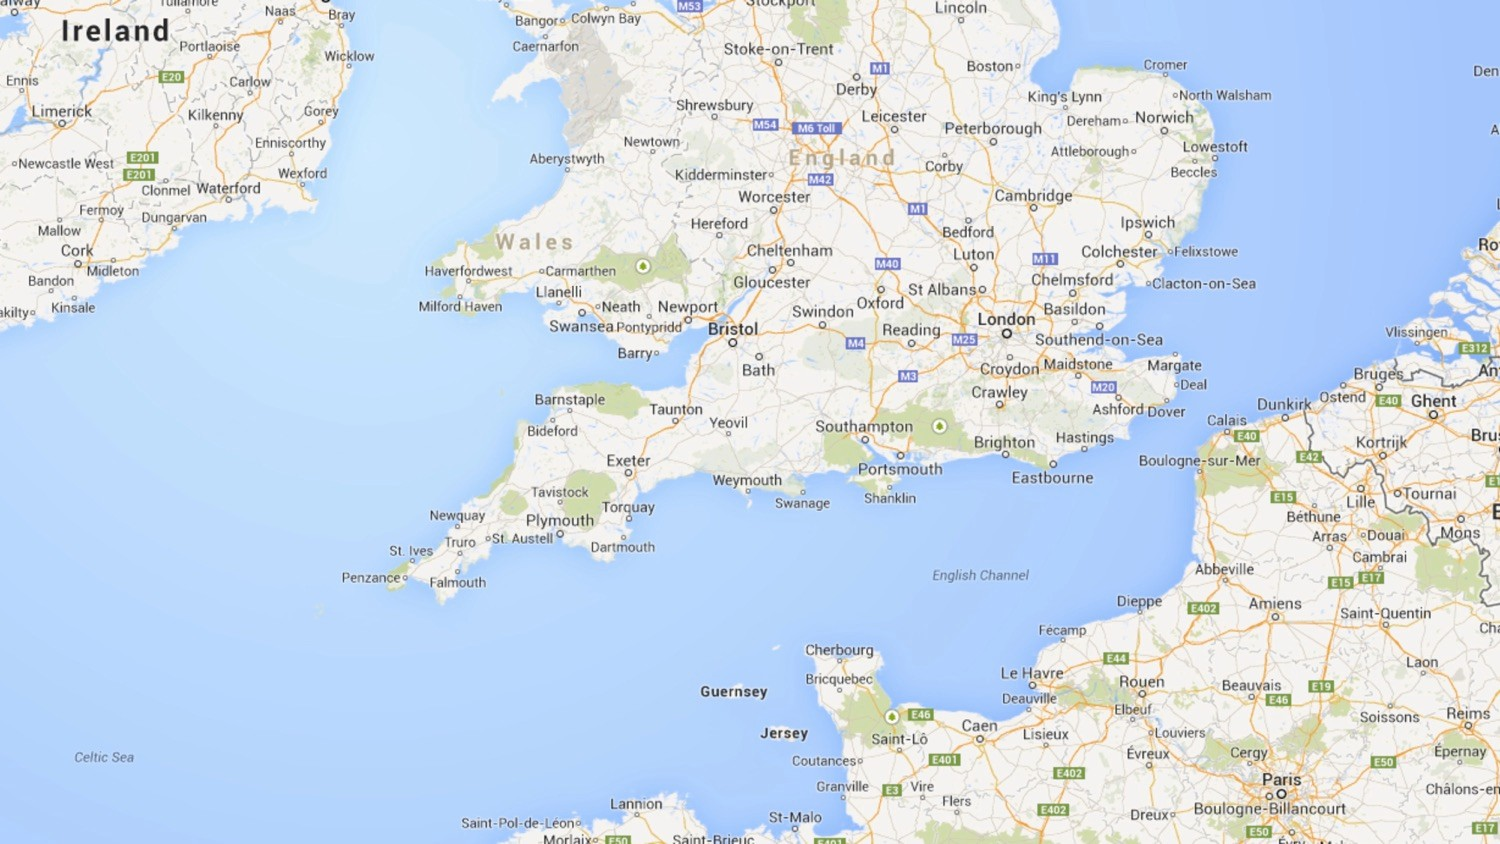 Tullamore
Naas
Bray
Bangor
Colwyn Bay
M53
Stockport
Lincoln
Ireland
Portlaoise
Wicklow
Caernarfon
Stoke-on-Trent
Boston
Cromer
Ennis
E20
Carlow
M1
Derby
King's Lynn
North Walsham
Limerick
Kilkenny
Gorey
Shrewsbury
Leicester
Dereham
Norwich
M54
M6 Toll
Peterborough
Enniscorthy
Newtown
Attleborough
Lowestoft
Newcastle West
E201
E201
Aberystwyth
England
Corby
Beccles
Clonmel
Waterford
Wexford
Kidderminster
M42
Worcester
Cambridge
Fermoy
Dungarvan
M1
Mallow
Hereford
Bedford
Ipswich
Cork
Wales
Cheltenham
Luton
Colchester
Felixstowe
Midleton
Haverfordwest
Carmarthen
M40
M11
Bandon
Gloucester
St Albans
Chelmsford
Clacton-on-Sea
Kinsale
Milford Haven
Llanelli
Neath
Newport
Oxford
Swindon
London
Basildon
Swansea
Pontypridd
Bristol
Reading
M25
Southend-on-Sea
Vlissingen
Barry
M4
E312
Bath
Croydon
Maidstone
Margate
M3
M20
Deal
Bruges
Barnstaple
Crawley
Ashford
Dover
Ostend
E40
Ghent
Taunton
Yeovil
Southampton
Dunkirk
Calais
Bideford
Brighton
Hastings
E40
Kortrijk
Exeter
Portsmouth
Boulogne-sur-Mer
E42
Weymouth
Eastbourne
Tavistock
Swanage
Shanklin
E15
Lille
Tournai
Torquay
Newquay
Plymouth
Béthune
Truro
St. Austell
Dartmouth
Arras
Douai
Mons
St. Ives
Cambrai
Penzance
Falmouth
English Channel
Abbeville
E15
E17
Dieppe
E402
Amiens
Saint-Quentin
Fécamp
Cherbourg
E44
Laon
Bricquebec
Le Havre
Rouen
Beauvais
E19
Guernsey
Deauville
E46
Elbeuf
Soissons
Reims
E46
Jersey
Saint-Lô
Caen
Lisieux
Louviers
Celtic Sea
Coutances
E401
Évreux
Cergy
Épernay
E50
E402
Granville
E3
Vire
Paris
Flers
Lannion
E402
Dreux
Boulogne-Billancourt
Saint-Pol-de-Léon
St-Malo
Morlaix
E50
Saint-Brieuc
E401
E50
E17